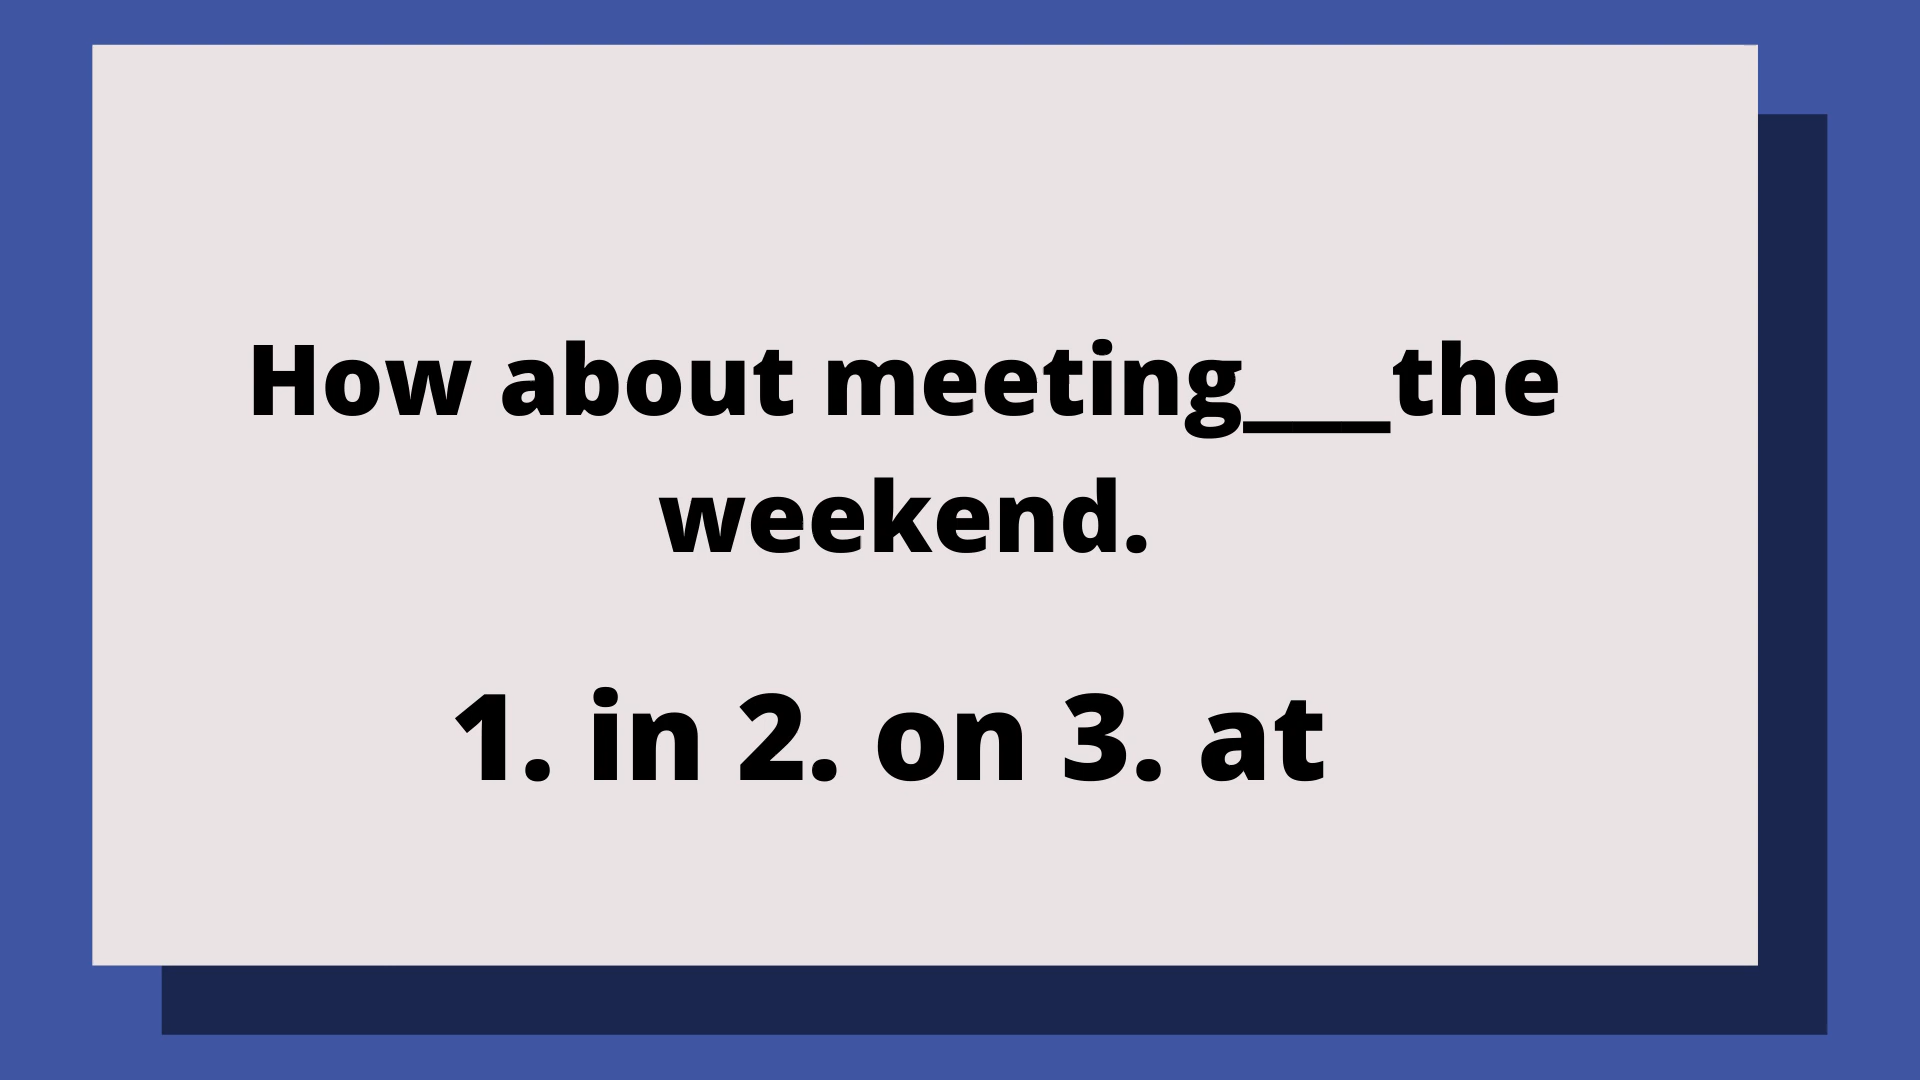 How about meeting___the
weekend.
1. in 2. on 3. at